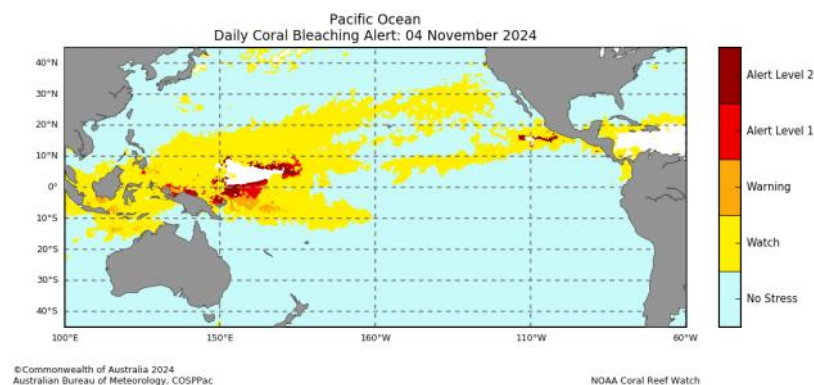 Pacific Ocean
Daily Coral Bleaching Alert: 04 November 2024
40°N
30°N
20°N
10°N
0°
10°S
20°S
30°S
40°S
100°E
150°E
160°W
110°W
60°W
Alert Level 2
Alert Level 1
Warning
Watch
No Stress
©Commonwealth of Australia 2024
Australian Bureau of Meteorology, COSPPac
NOAA Coral Reef Watch